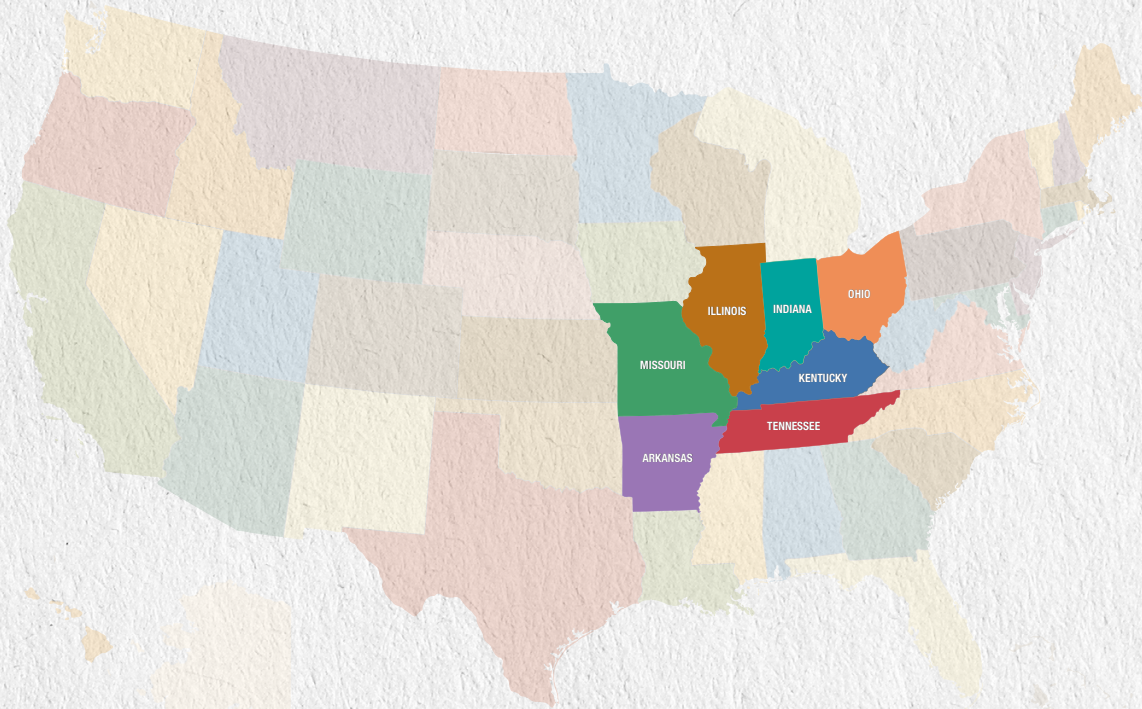 OHIO
ILLINOIS
INDIANA
MISSOURI
KENTUCKY
TENNESSEE
ARKANSAS